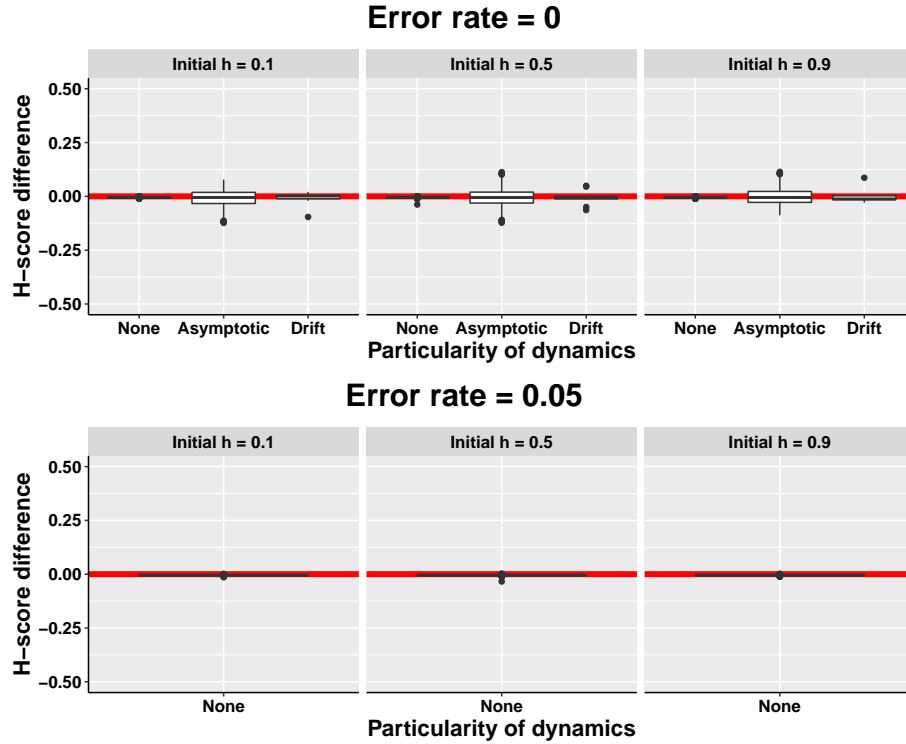 Error rate = 0
Initial h = 0.1 Initial h = 0.5 Initial h = 0.9
H−score difference
0.50
0.25
0.00
−0.25
−0.50
None Asymptotic Drift None Asymptotic Drift None Asymptotic Drift
Particularity of dynamics
Error rate = 0.05
Initial h = 0.1 Initial h = 0.5 Initial h = 0.9
H−score difference
0.50
0.25
0.00
−0.25
−0.50
None None None
Particularity of dynamics